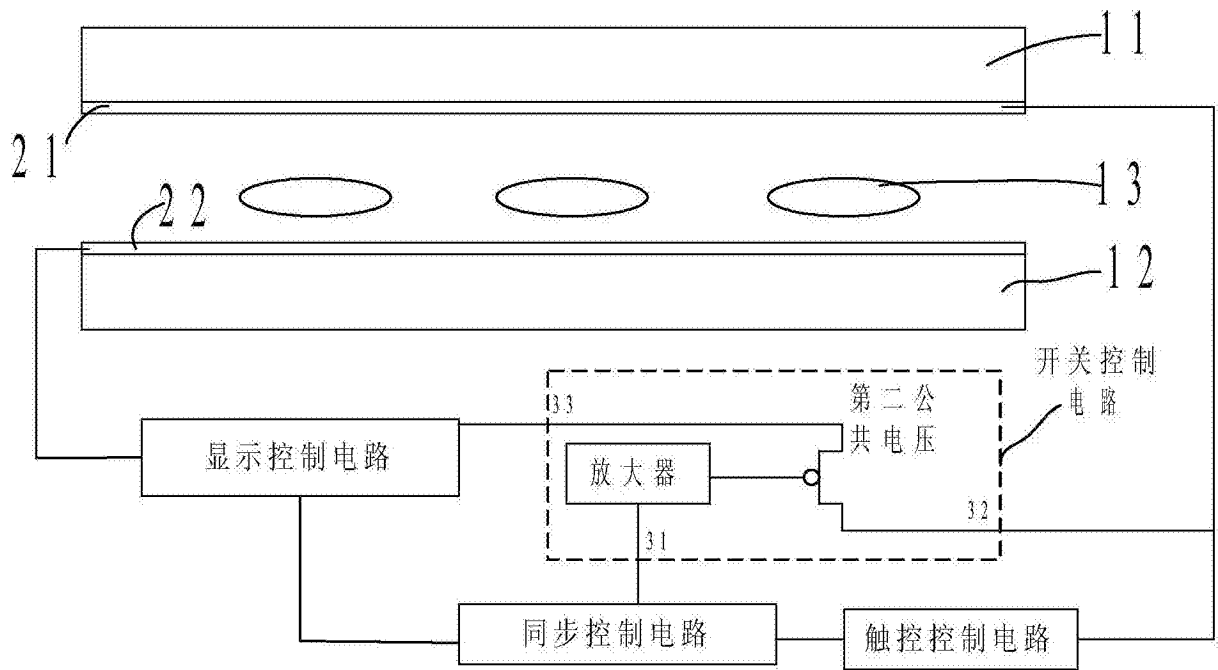 11
21
13
22
12
开关控制
电路
33
第二公
共电压
显示控制电路
放大器
32
31
同步控制电路
触控控制电路